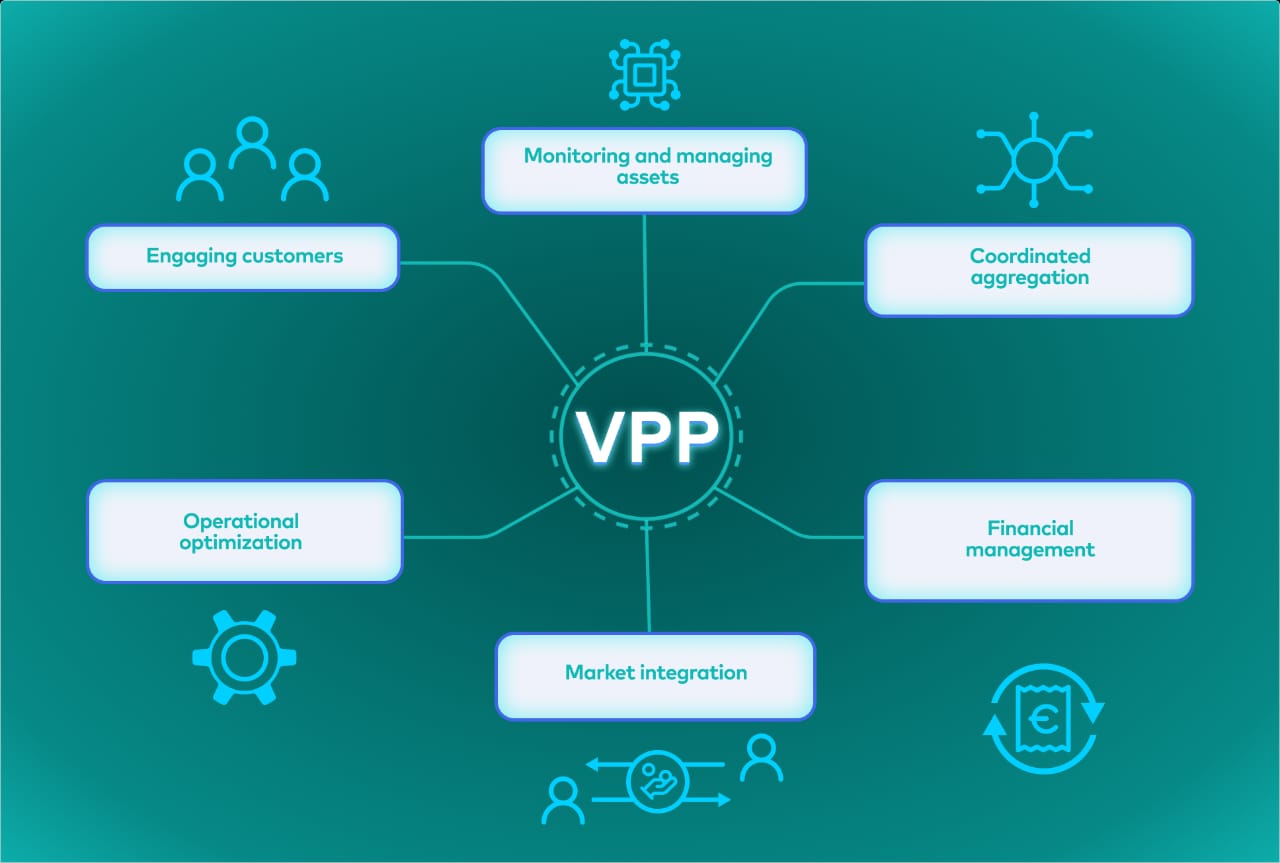 Monitoring and managing
assets
Engaging customers
Coordinated
aggregation
VPP
Operational
optimization
Financial
management
Market integration
€